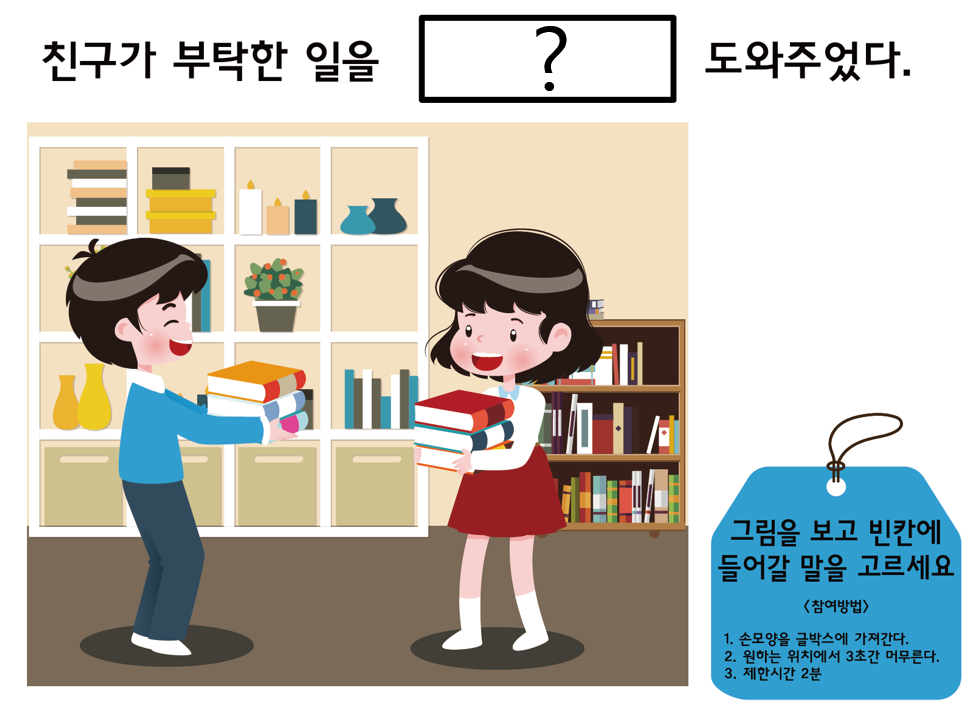 친구가 부탁한 일을 ? 도와주었다.
그림을 보고 빈칸에
들어갈 말을 고르세요
<참여방법>
1. 손모양을 글박스에 가져간다.
2. 원하는 위치에서 3초간 머무른다.
3. 제한시간 2분